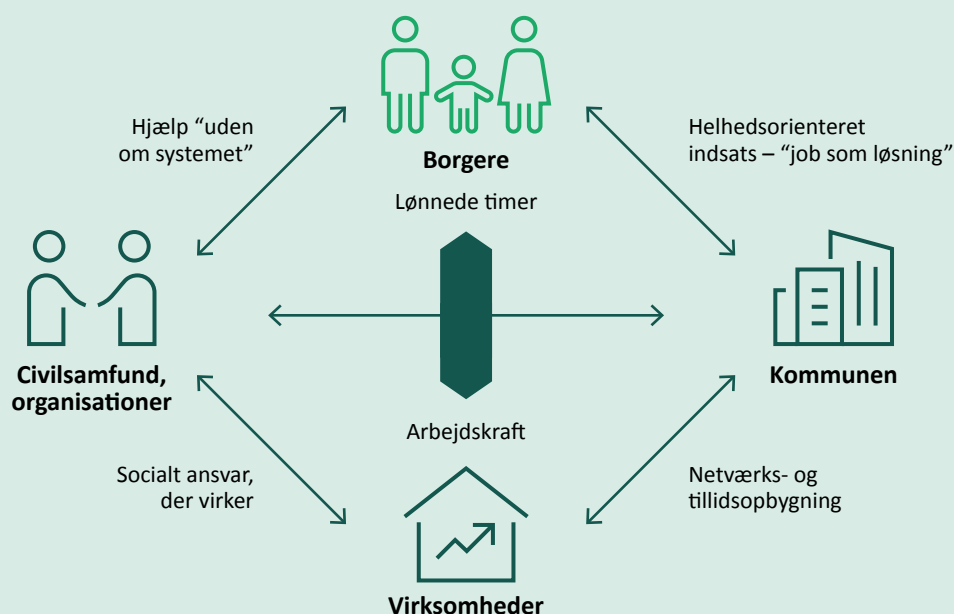 Hjælp “uden
om systemet”
Borgere
Lønnede timer
Helhedsorienteret
indsats – “job som løsning”
Civilsamfund,
organisationer
Kommunen
Arbejdskraft
Socialt ansvar,
der virker
Netværks- og
tillidsopbygning
Virksomheder